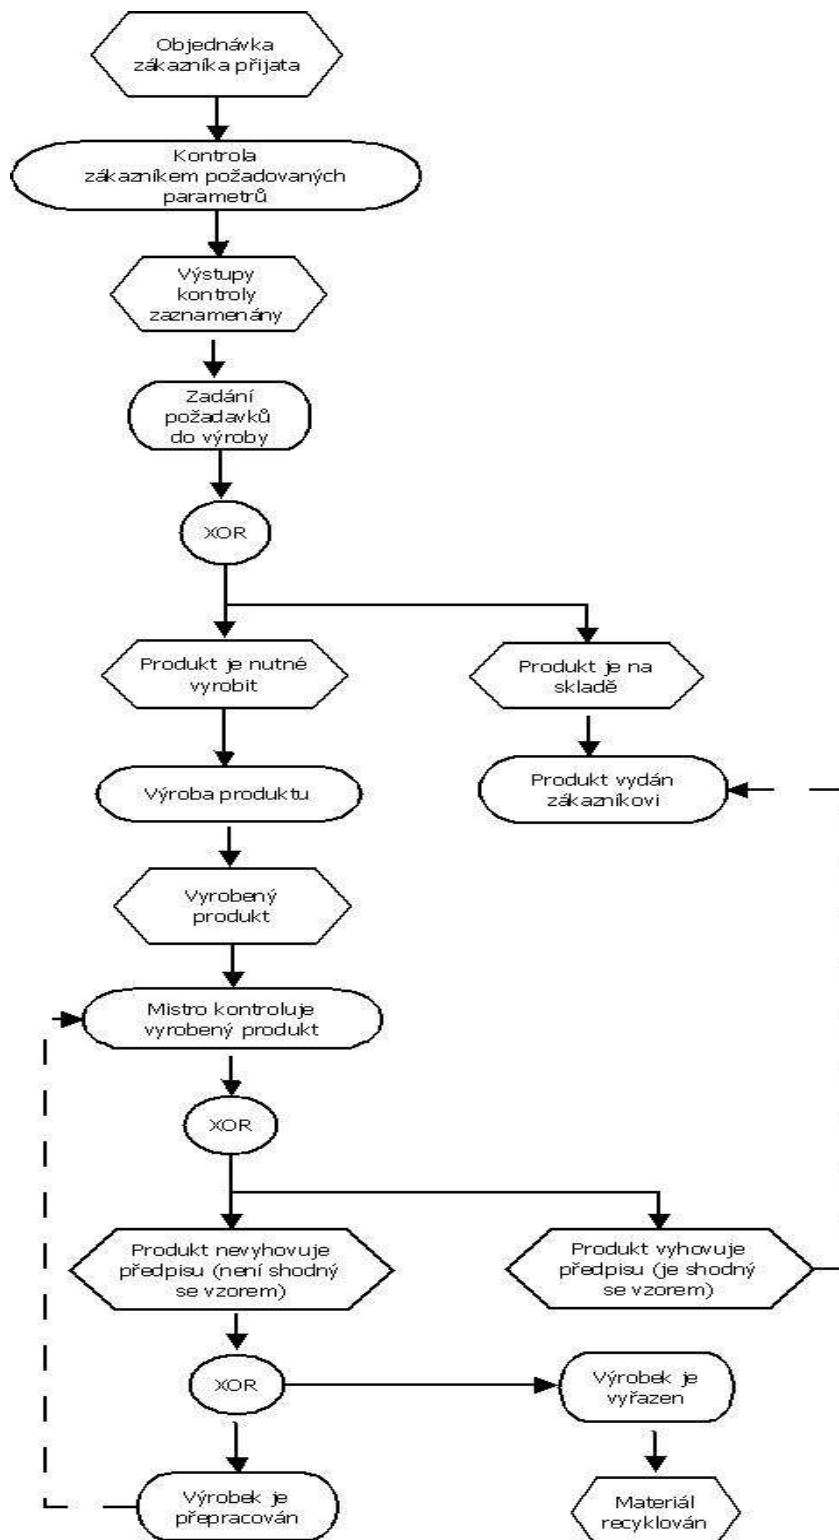 Objednávka
zákazníka přijata
Kontrola
zákazníkem požadovaných
parametrů
Výstupy
kontroly
zaznamenány
Zadání
požadavků
do výroby
XOR
Produkt je nutné
vyrobit
Produkt je na
skladě
Výroba produktu
Produkt vydán
zákazníkovi
Vyrobený
produkt
Mistro kontroluje
vyrobený produkt
XOR
Produkt nevyhovuje
předpisu (není shodný
se vzorem)
Produkt vyhovuje
předpisu (je shodný
se vzorem)
XOR
Výrobek je
vyřazen
Výrobek je
přepracován
Materiál
recyklován